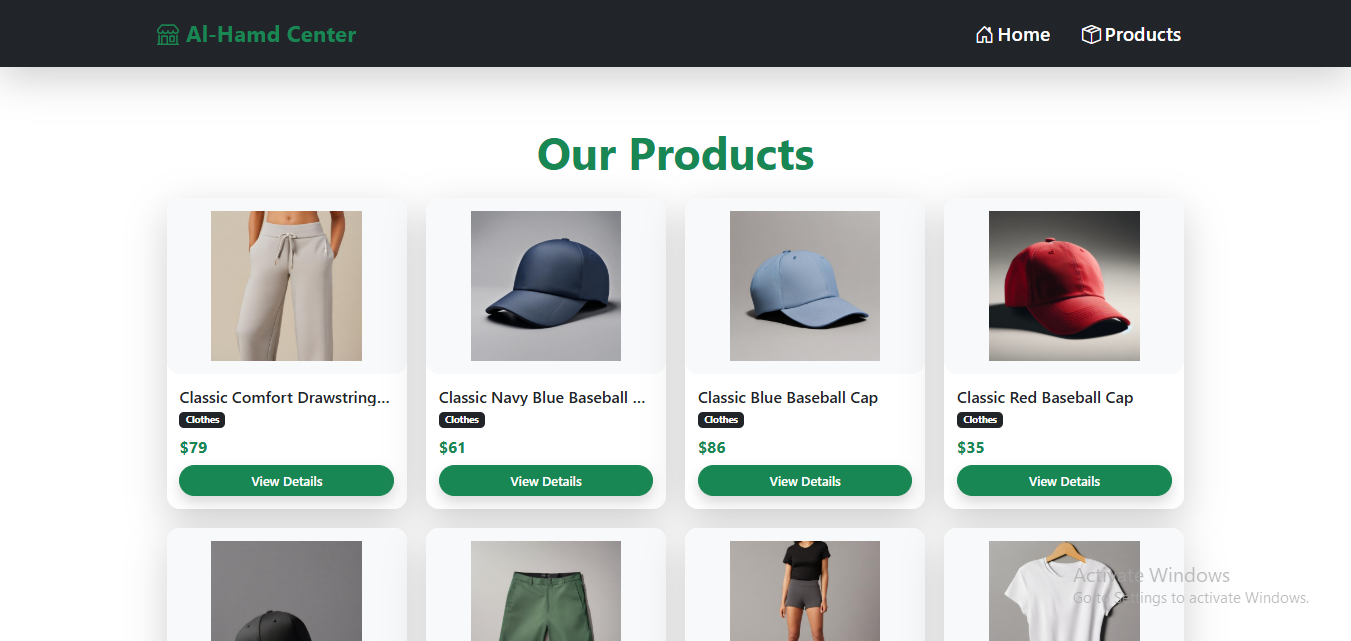 Al-Hamd Center
Home
Products
Our Products
Classic Comfort Drawstring...
Classic Navy Blue Baseball ...
Classic Blue Baseball Cap
Classic Red Baseball Cap
Clothes
Clothes
Clothes
Clothes
$79
$61
$86
$35
View Details
View Details
View Details
View Details
Activate Windows
Go to Settings to activate Windows.